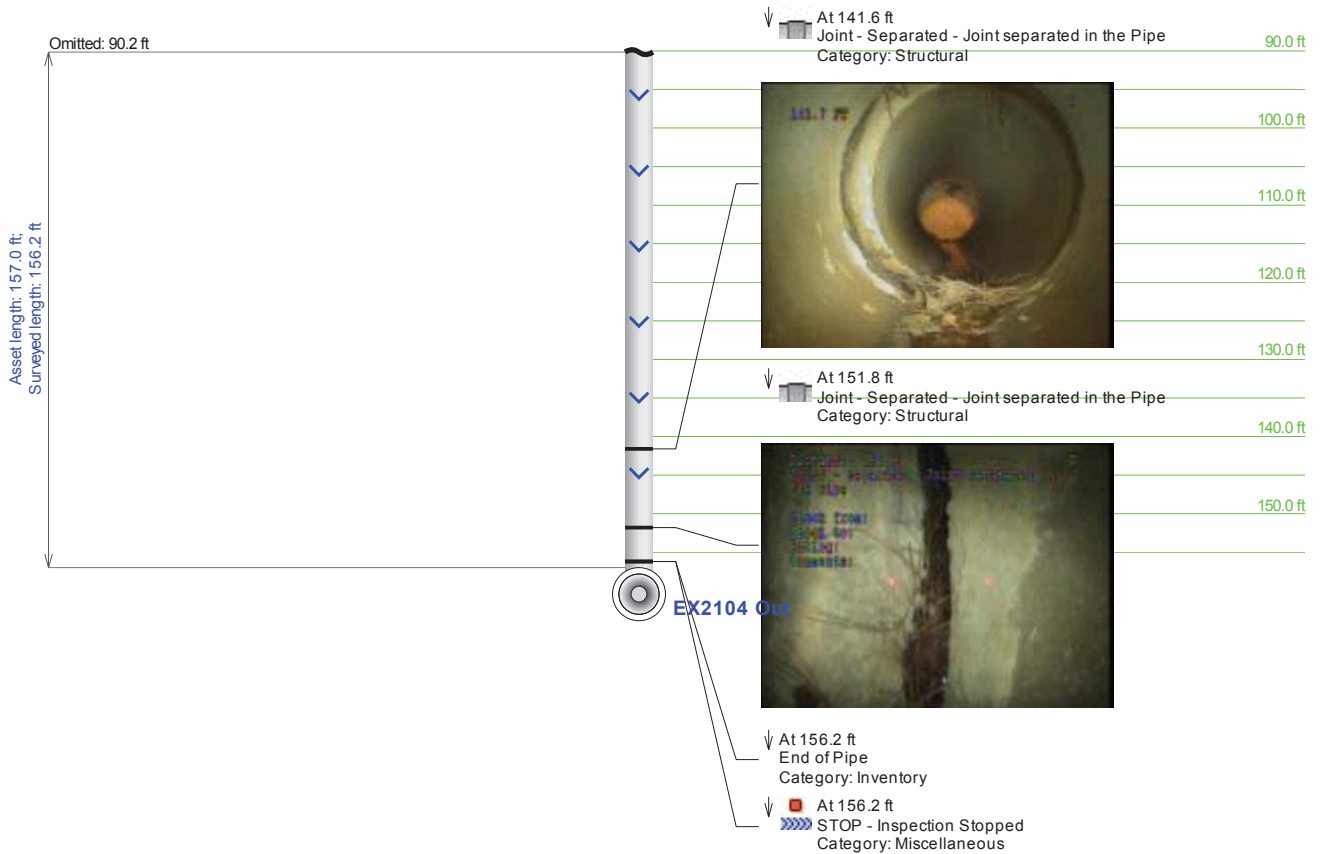 At 141.6 ft
Joint - Separated - Joint separated in the Pipe
Category: Structural
Omitted: 90.2 ft
90.0 ft
100.0 ft
110.0 ft
120.0 ft
130.0 ft
140.0 ft
150.0 ft
Asset length: 157.0 ft;
Surveyed length: 156.2 ft
At 151.8 ft
Joint - Separated - Joint separated in the Pipe
Category: Structural
EX2104 Out
At 156.2 ft
End of Pipe
Category: Inventory
At 156.2 ft
STOP - Inspection Stopped
Category: Miscellaneous